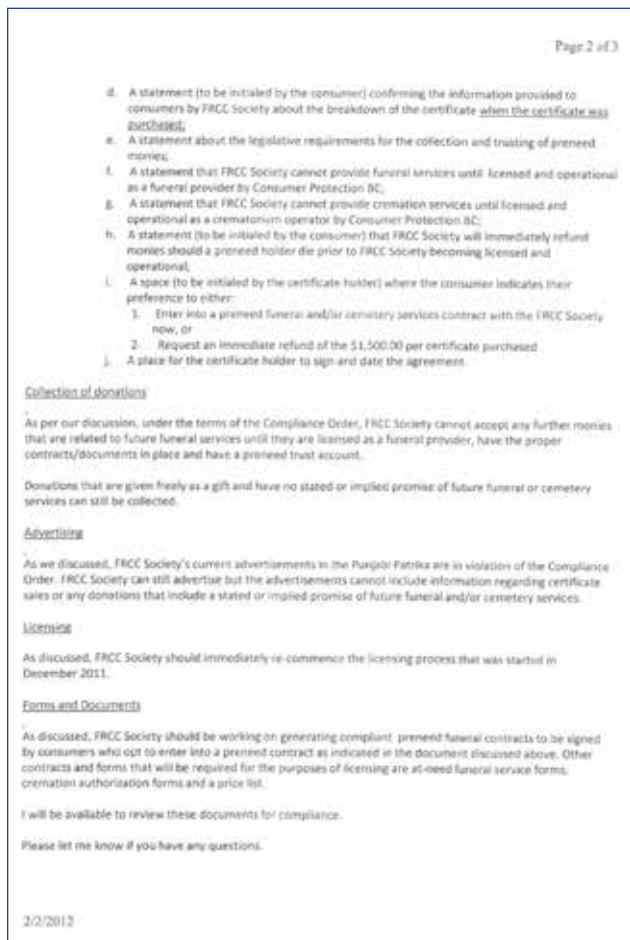 Page 2 of 3
d. A statement (to be initialed by the consumer) confirming the information provided to
consumers by FRCC Society about the breakdown of the certificate when the certificate was
purchased;
e. A statement about the legislative requirements for the collection and trusting of preneed
monies;
f. A statement that FRCC Society cannot provide funeral services until licensed and operational
as a funeral provider by Consumer Protection BC;
g. A statement that FRCC Society cannot provide cremation services until licensed and
operational as a crematorium operator by Consumer Protection BC;
h. A statement (to be initialed by the consumer) that FRCC Society will immediately refund
monies should a preneed holder die prior to FRCC Society becoming licensed and
operational;
i. A space (to be initialed by the certificate holder) where the consumer indicates their
preference to either:
1. Enter into a preneed funeral and/or cemetery services contract with the FRCC Society
now, or
2. Request an immediate refund of the $1,500.00 per certificate purchased
j. A place for the certificate holder to sign and date the agreement.
Collection of donations
As per our discussion, under the terms of the Compliance Order, FRCC Society cannot accept any further monies
that are related to future funeral services until they are licensed as a funeral provider, have the proper
contracts/documents in place and have a preneed trust account.
Donations that are given freely as a gift and have no stated or implied promise of future funeral or cemetery
services can still be collected.
Advertising
As we discussed, FRCC Society's current advertisements in the Punjabi Patrika are in violation of the Compliance
Order. FRCC Society can still advertise but the advertisements cannot include information regarding certificate
sales or any donations that include a stated or implied promise of future funeral and/or cemetery services.
Licensing
As discussed, FRCC Society should immediately re-commence the licensing process that was started in
December 2011.
Forms and Documents
As discussed, FRCC Society should be working on generating compliant preneed funeral contracts to be signed
by consumers who opt to enter into a preneed contract as indicated in the document discussed above. Other
contracts and forms that will be required for the purposes of licensing are at-need funeral service forms,
cremation authorization forms and a price list.
I will be available to review these documents for compliance.
Please let me know if you have any questions.
2/2/2012